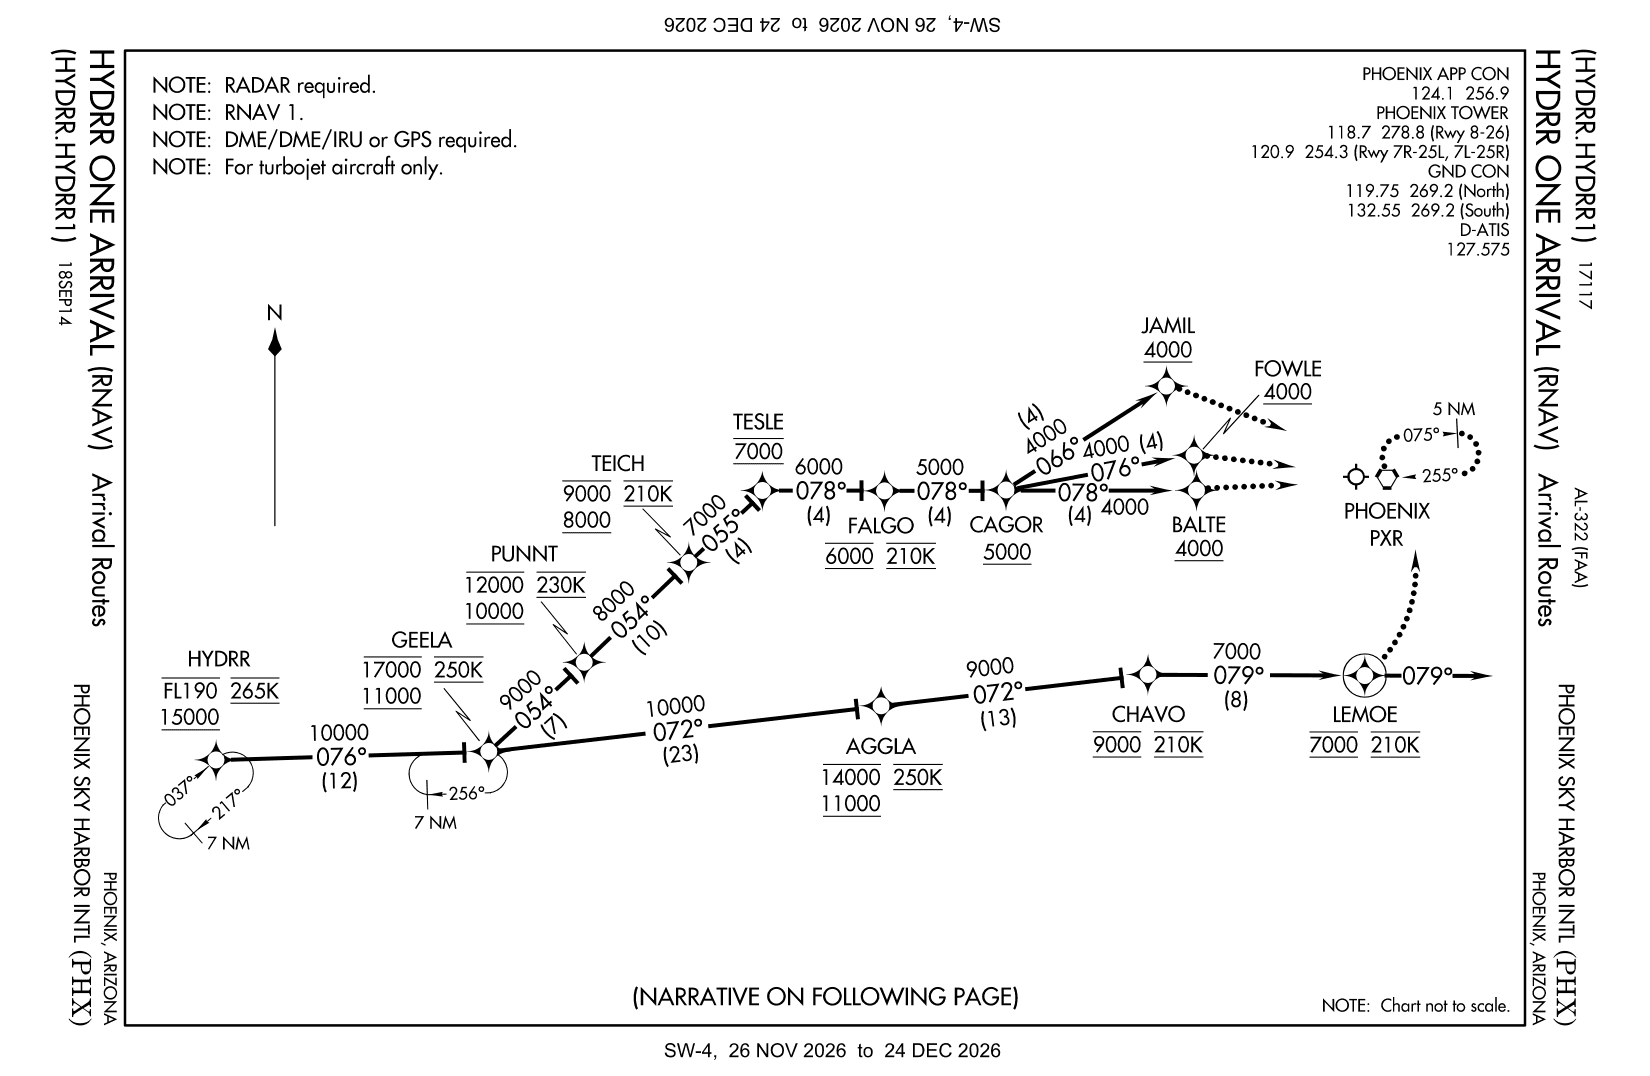 SW-4, 26 NOV 2026 to 24 DEC 2026
(HYDRR.HYDRR1) 18SEP14
HYDRR ONE ARRIVAL (RNAV) Arrival Routes
PHOENIX SKY HARBOR INTL (PHX)
PHOENIX, ARIZONA
NOTE: RADAR required.
NOTE: RNAV 1.
NOTE: DME/DME/IRU or GPS required.
NOTE: For turbojet aircraft only.
PHOENIX APP CON
124.1 256.9
PHOENIX TOWER
118.7 278.8 (Rwy 8-26)
120.9 254.3 (Rwy 7R-25L, 7L-25R)
GND CON
119.75 269.2 (North)
132.55 269.2 (South)
D-ATIS
127.575
(HYDRR.HYDRR1) 17117
HYDRR ONE ARRIVAL (RNAV) Arrival Routes
AL-322 (FAA)
PHOENIX SKY HARBOR INTL (PHX)
PHOENIX, ARIZONA
N
JAMIL
4000
FOWLE
4000
(4)
4000
066°
4000 (4)
076°
078°
(4) 4000
BALTE
4000
5 NM
075°
255°
PHOENIX
PXR
TESLE
7000
6000
078°
(4)
FALGO
6000 210K
5000
078°
(4)
CAGOR
5000
TEICH
9000 210K
8000
7000
055°
(4)
PUNNT
12000 230K
10000
8000
054°
(10)
GEELA
17000 250K
11000
9000
054°
(7)
HYDRR
FL190 265K
15000
10000
076°
(12)
037°
217°
7 NM
256°
7 NM
10000
072°
(23)
AGGLA
14000 250K
11000
9000
072°
(13)
CHAVO
9000 210K
7000
079°
(8)
LEMOE
7000 210K
079°
(NARRATIVE ON FOLLOWING PAGE)
NOTE: Chart not to scale.
SW-4, 26 NOV 2026 to 24 DEC 2026